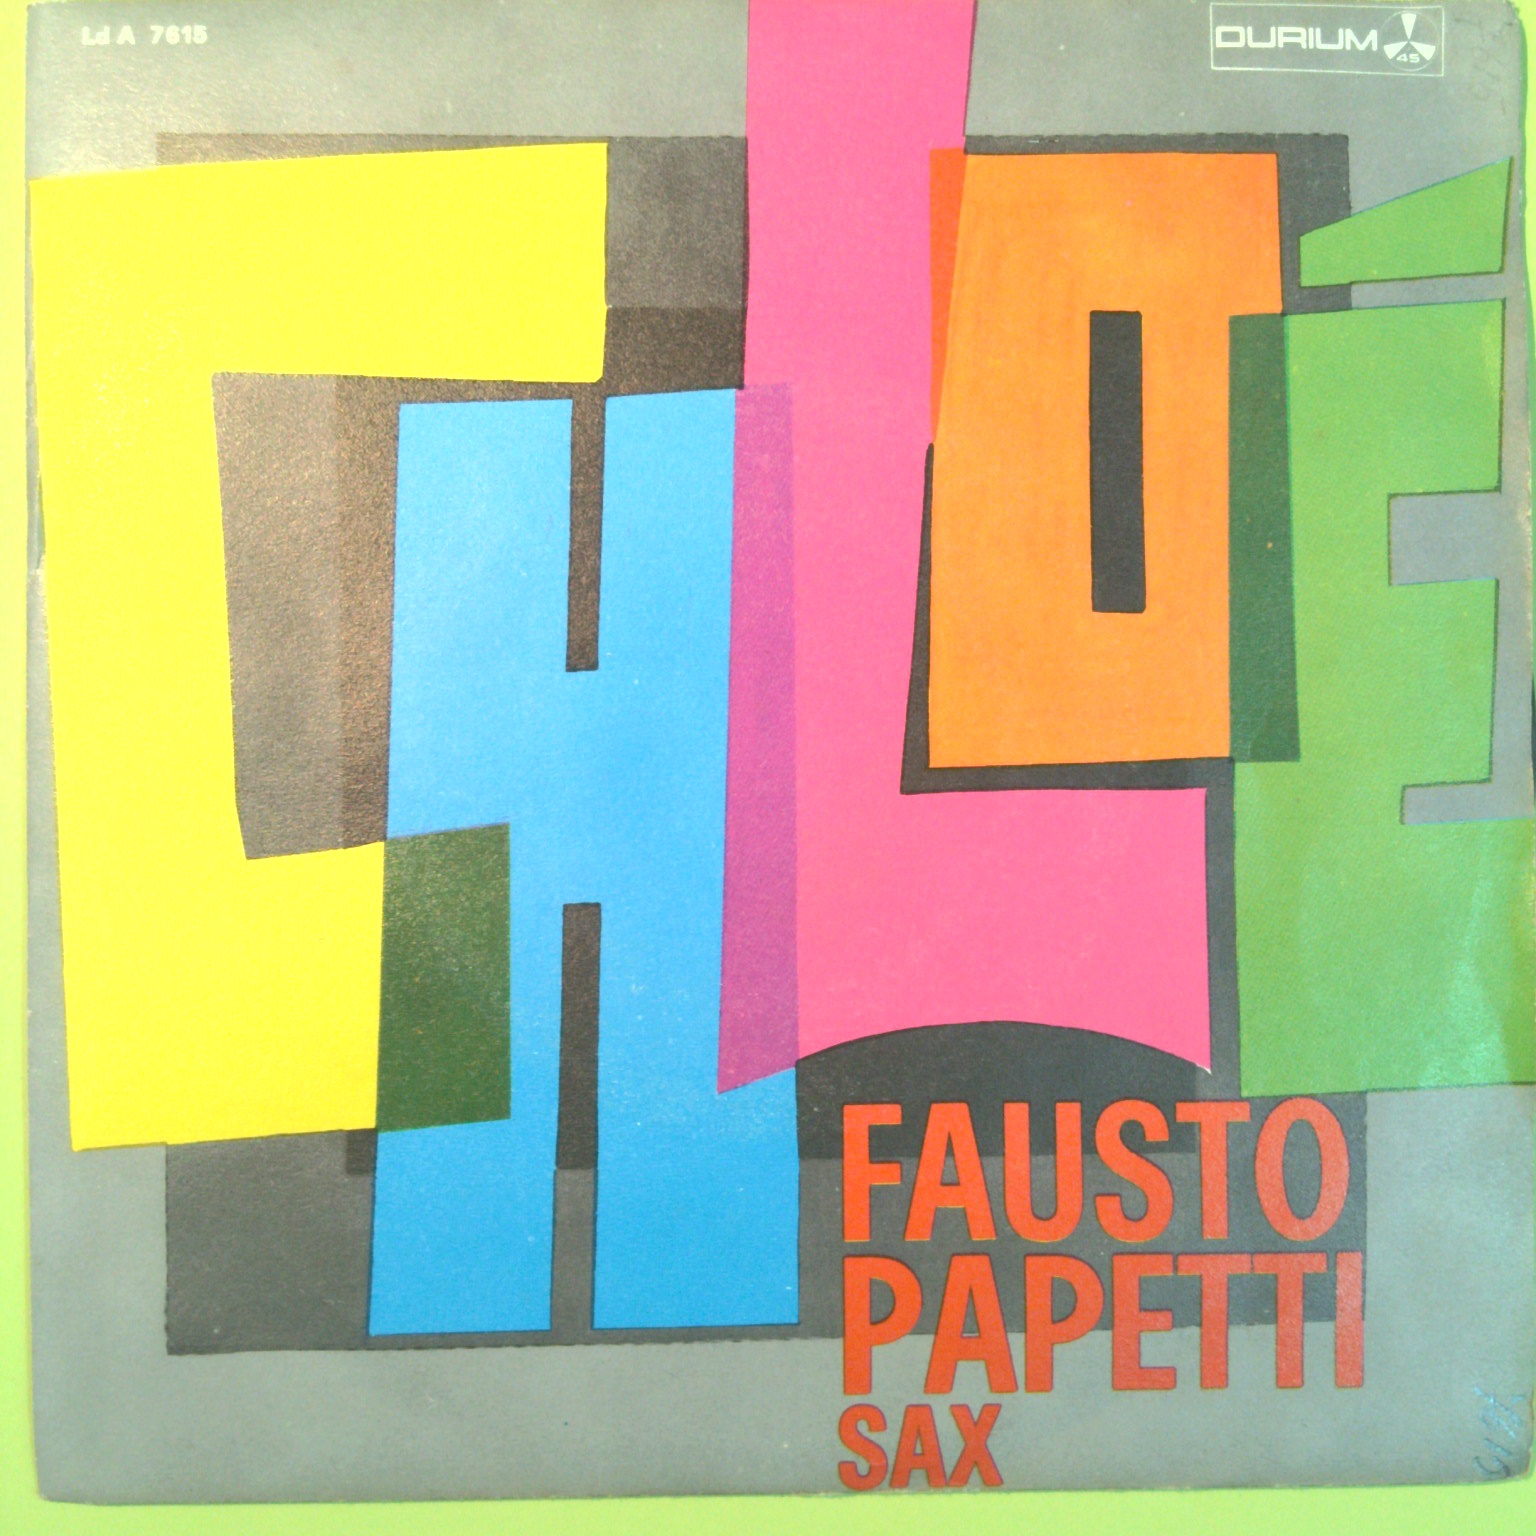 Ld A 7615
DURIUM
45
CHLOÉ
FAUSTO
PAPETTI
SAX